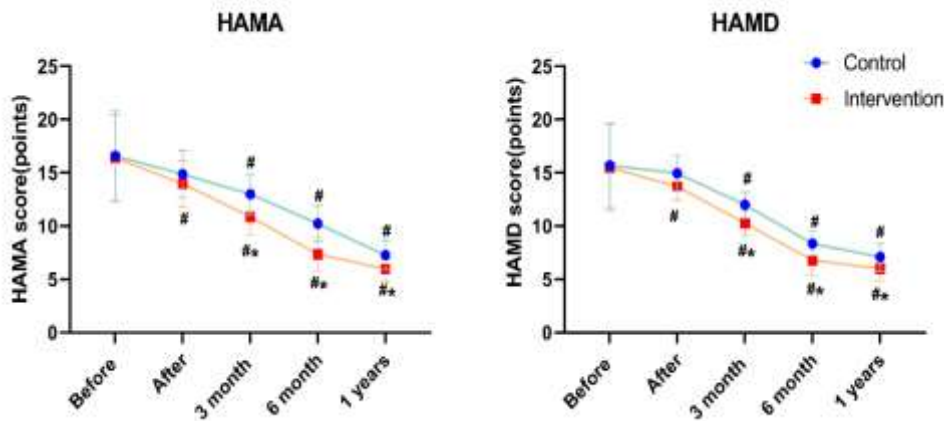 HAMA
HAMA score(points)
25
20
15
10
5
0
#
#
#
#
#*
#*
#*
Before
After
3 month
6 month
1 years
HAMD
HAMD score(points)
25
20
15
10
5
0
Control
Intervention
#
#
#
#
#*
#*
#*
Before
After
3 month
6 month
1 years